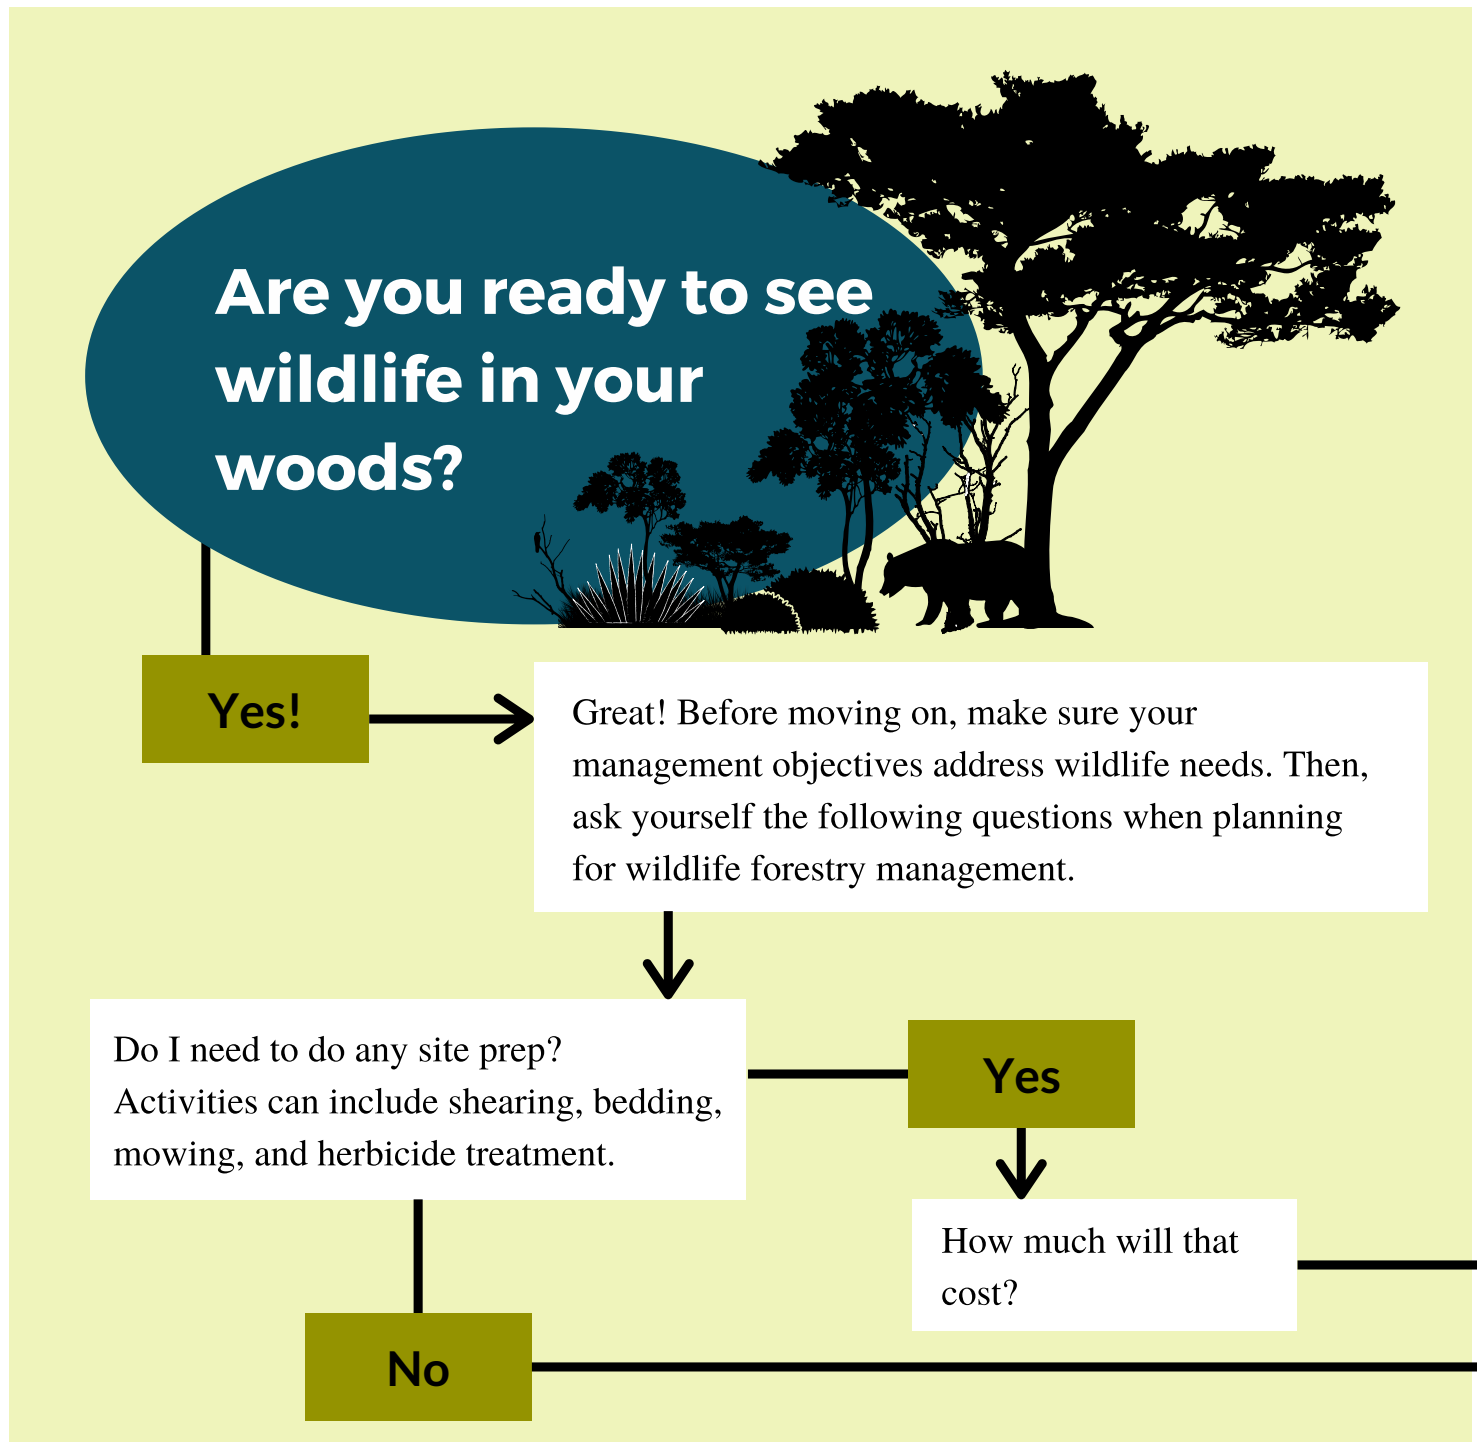 Are you ready to see
wildlife in your
woods?
Yes!
Great! Before moving on, make sure your
management objectives address wildlife needs. Then,
ask yourself the following questions when planning
for wildlife forestry management.
Do I need to do any site prep?
Activities can include shearing, bedding,
mowing, and herbicide treatment.
Yes
How much will that
cost?
No